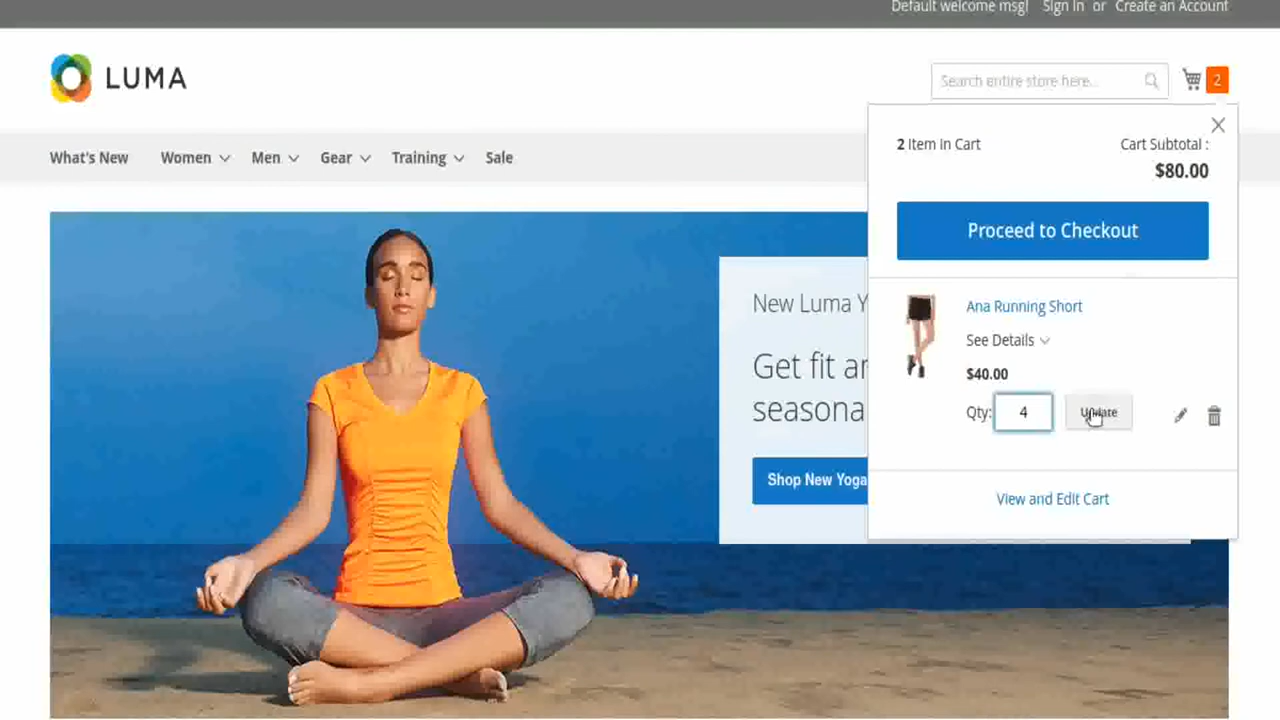 Default welcome msg! Sign In or Create an Account
LUMA
Search entire store here...
2
What's New Women Men Gear Training Sale
2 Item in Cart Cart Subtotal :
$80.00
Proceed to Checkout
New Luma Y
Get fit an
seasona
Shop New Yoga
Ana Running Short
See Details
$40.00
Qty: 4 Update
View and Edit Cart